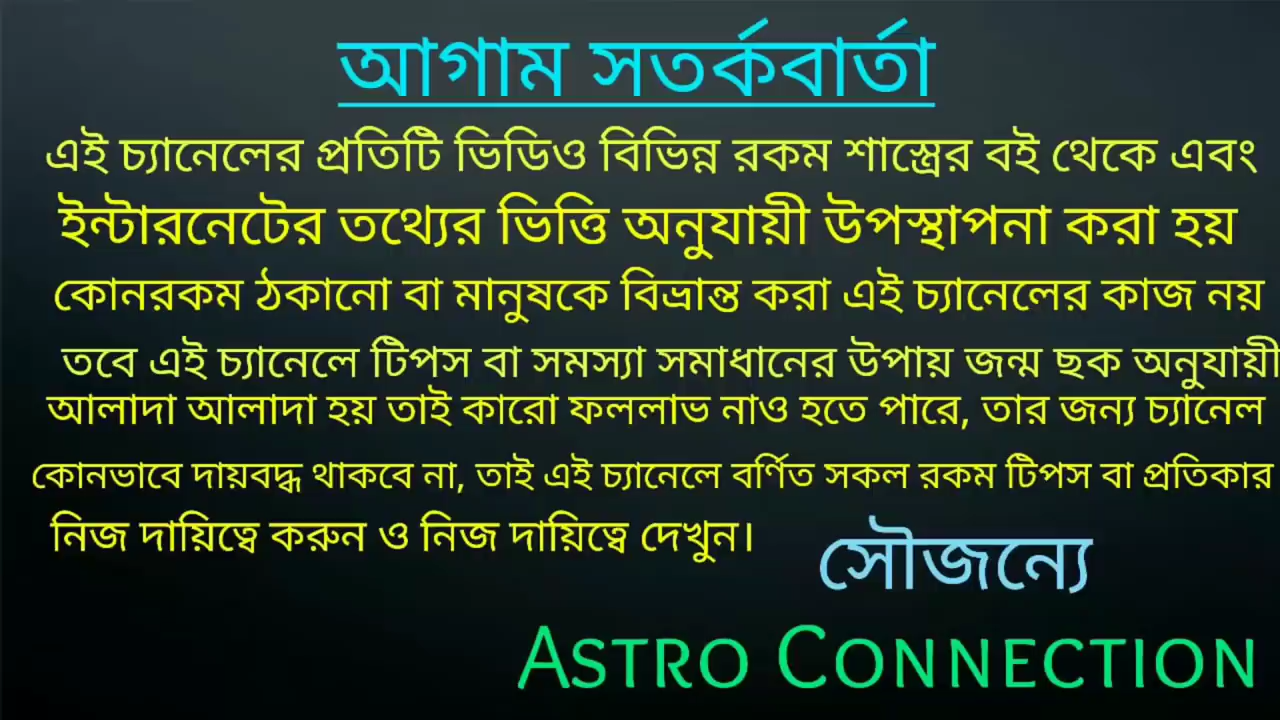 আগাম সতর্কবার্তা
এই চ্যানেলের প্রতিটি ভিডিও বিভিন্ন রকম শাস্ত্রের বই থেকে এবং
ইন্টারনেটের তথ্যের ভিত্তি অনুযায়ী উপস্থাপনা করা হয়
কোনরকম ঠকানো বা মানুষকে বিভ্রান্ত করা এই চ্যানেলের কাজ নয়
তবে এই চ্যানেলে টিপস বা সমস্যা সমাধানের উপায় জন্ম ছক অনুযায়ী
আলাদা আলাদা হয় তাই কারো ফললাভ নাও হতে পারে, তার জন্য চ্যানেল
কোনভাবে দায়বদ্ধ থাকবে না, তাই এই চ্যানেলে বর্ণিত সকল রকম টিপস বা প্রতিকার
নিজ দায়িত্বে করুন ও নিজ দায়িত্বে দেখুন।
সৌজন্যে
ASTRO CONNECTION